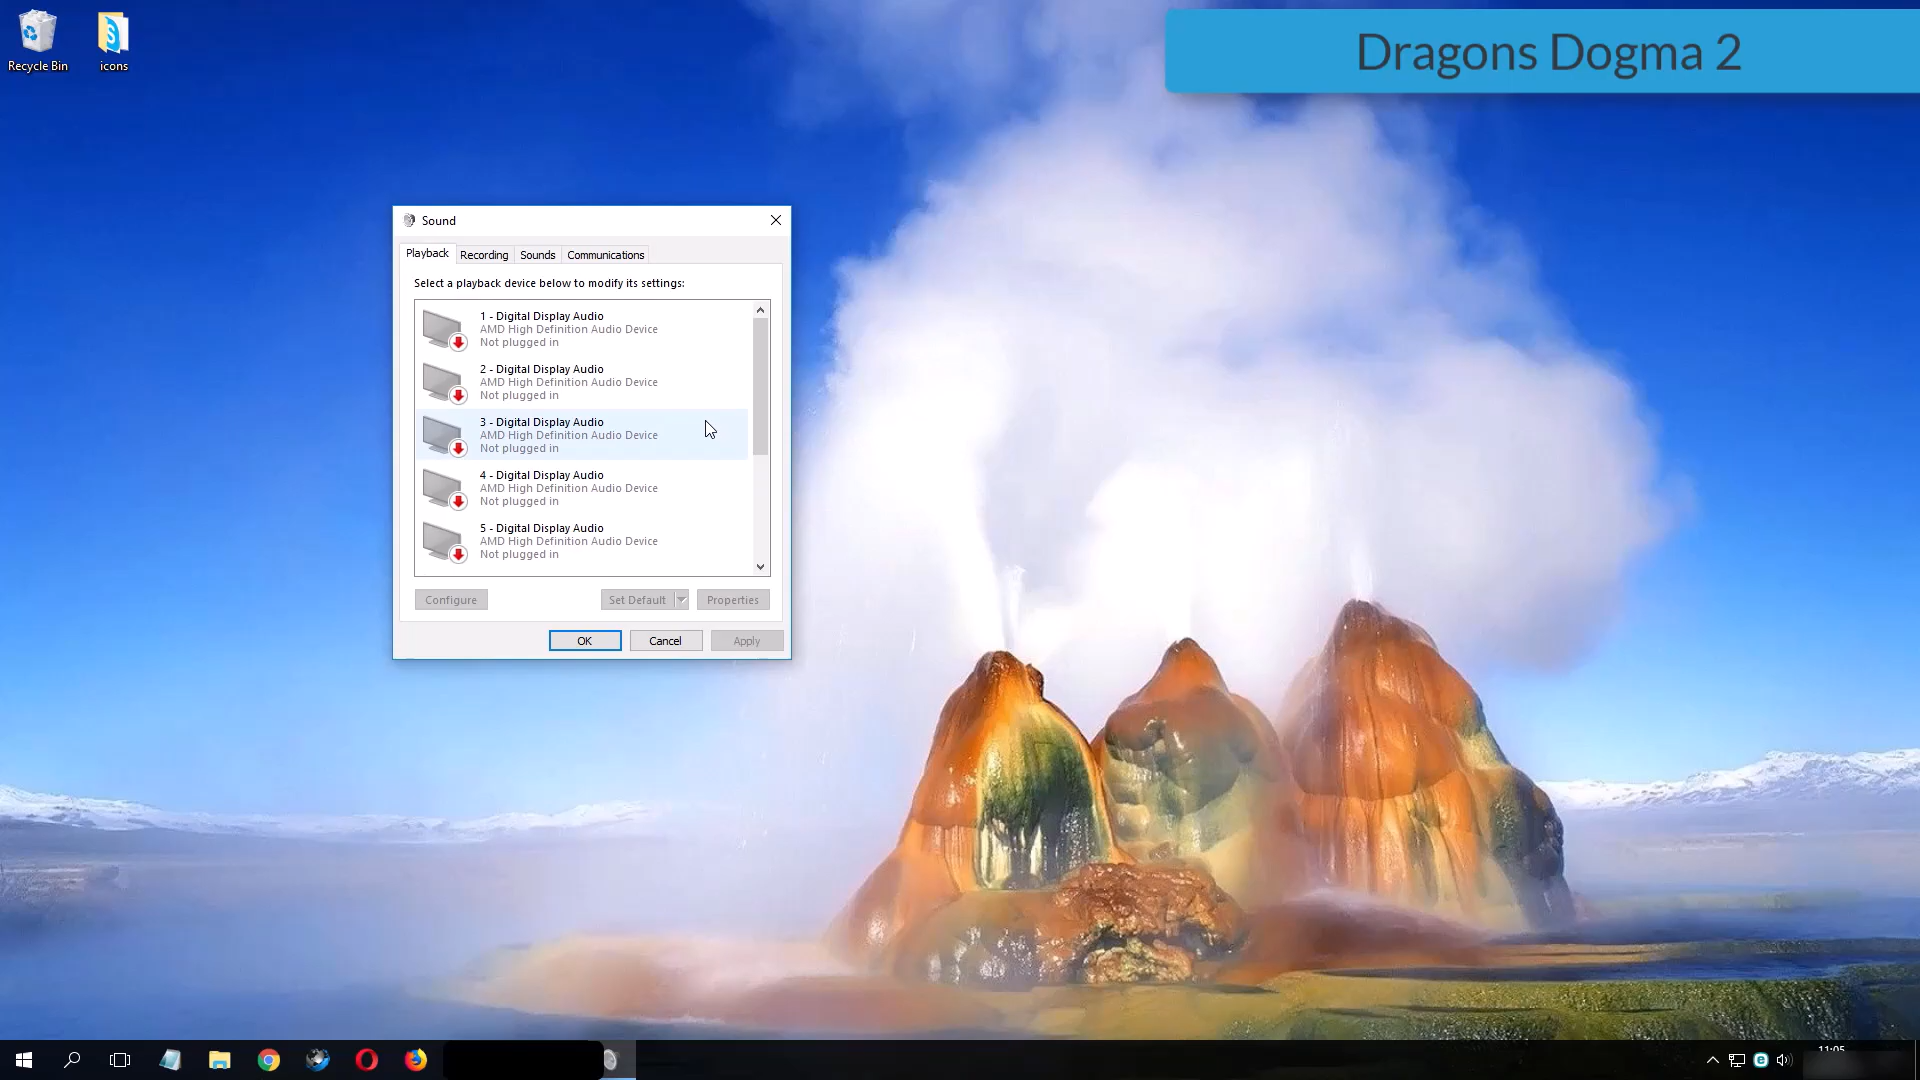 Recycle Bin
icons
Dragons Dogma 2
Sound
Playback
Recording
Sounds
Communications
Select a playback device below to modify its settings:
1 - Digital Display Audio
AMD High Definition Audio Device
Not plugged in
2 - Digital Display Audio
AMD High Definition Audio Device
Not plugged in
3 - Digital Display Audio
AMD High Definition Audio Device
Not plugged in
4 - Digital Display Audio
AMD High Definition Audio Device
Not plugged in
5 - Digital Display Audio
AMD High Definition Audio Device
Not plugged in
Configure
Set Default
Properties
OK
Cancel
Apply
11:05